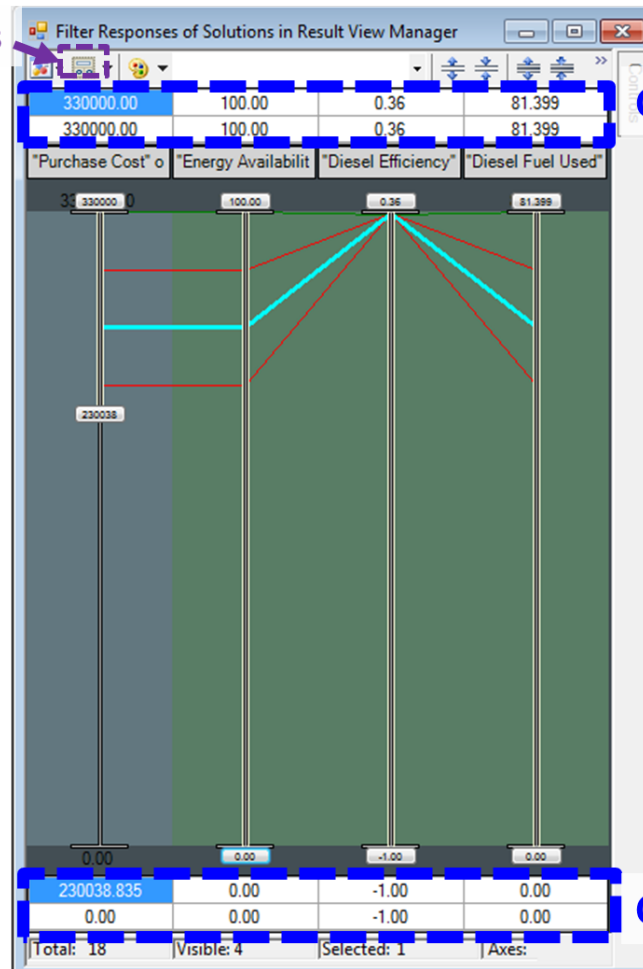 Filter Responses of Solutions in Result View Manager
330000.00 100.00 0.36 81.399
330000.00 100.00 0.36 81.399
"Purchase Cost" o "Energy Availabilit "Diesel Efficiency" "Diesel Fuel Used"
330000 100.00 0.36 81.399
230038
0.00 0.00 -1.00 0.00
230038.835 0.00 -1.00 0.00
0.00 0.00 -1.00 0.00
Total: 18 Visible: 4 Selected: 1 Axes:
Controls